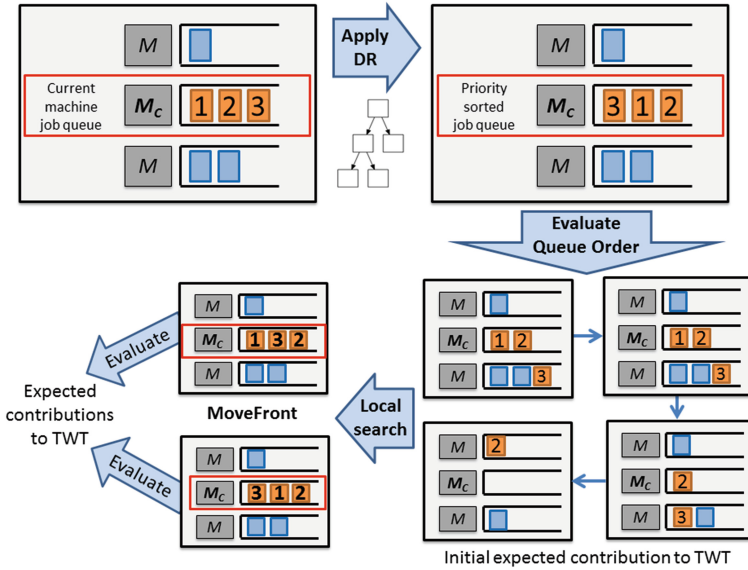 M
Current
machine
job queue
Mc
1 2 3
M
Apply
DR
M
Priority
sorted
job queue
Mc
3 1 2
M
Evaluate
Queue Order
M
Mc
1 3 2
M
Evaluate
Expected
contributions
to TWT
MoveFront
Evaluate
M
Mc
3 1 2
M
Local
search
M
Mc
1 2
M
3
M
Mc
1 2
M
3
M
2
Mc
M
M
Mc
2
M
3
Initial expected contribution to TWT